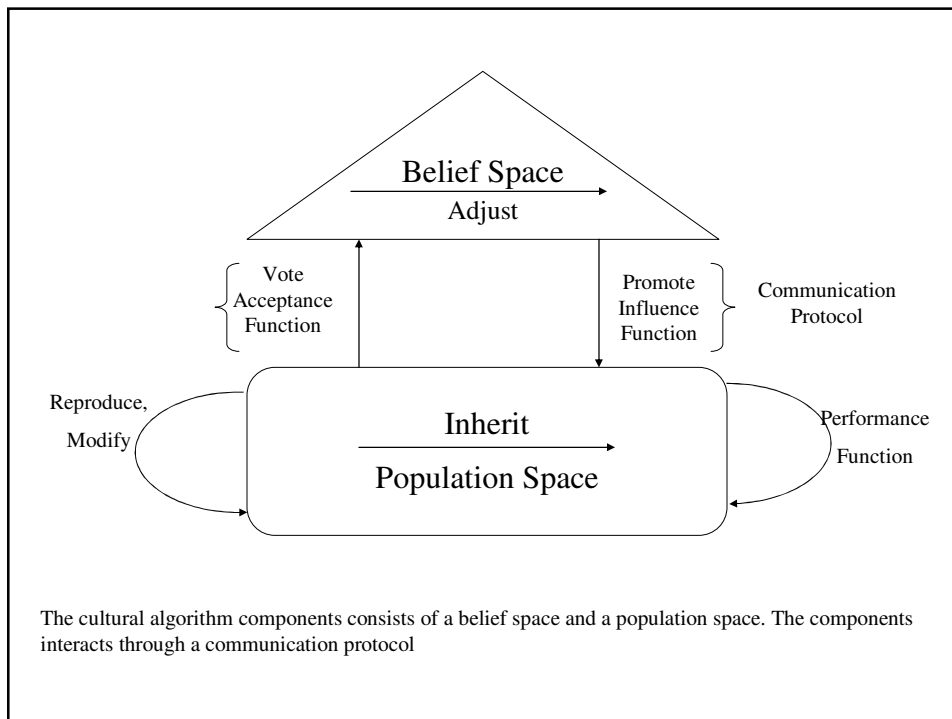 Belief Space
Adjust
Vote
Acceptance
Function
Promote
Influence
Function
Communication
Protocol
Reproduce,
Modify
Inherit
Population Space
Performance
Function
The cultural algorithm components consists of a belief space and a population space. The components
interacts through a communication protocol